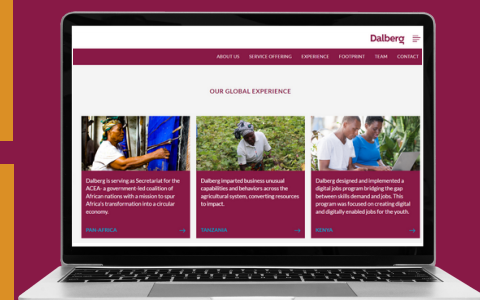 Dalberg
ABOUT US SERVICE OFFERING EXPERIENCE FOOTPRINT TEAM CONTACT
OUR GLOBAL EXPERIENCE
Dalberg is serving as Secretariat for the
ACEA- a government-led coalition of
African nations with a mission to spur
Africa's transformation into a circular
economy.
PAN-AFRICA →
Dalberg imparted business unusual
capabilities and behaviors across the
agricultural system, converting resources
to impact.
TANZANIA →
Dalberg designed and implemented a
digital jobs program bridging the gap
between skills demand and jobs. This
program was focused on creating digital
and digitally enabled jobs for the youth.
KENYA →